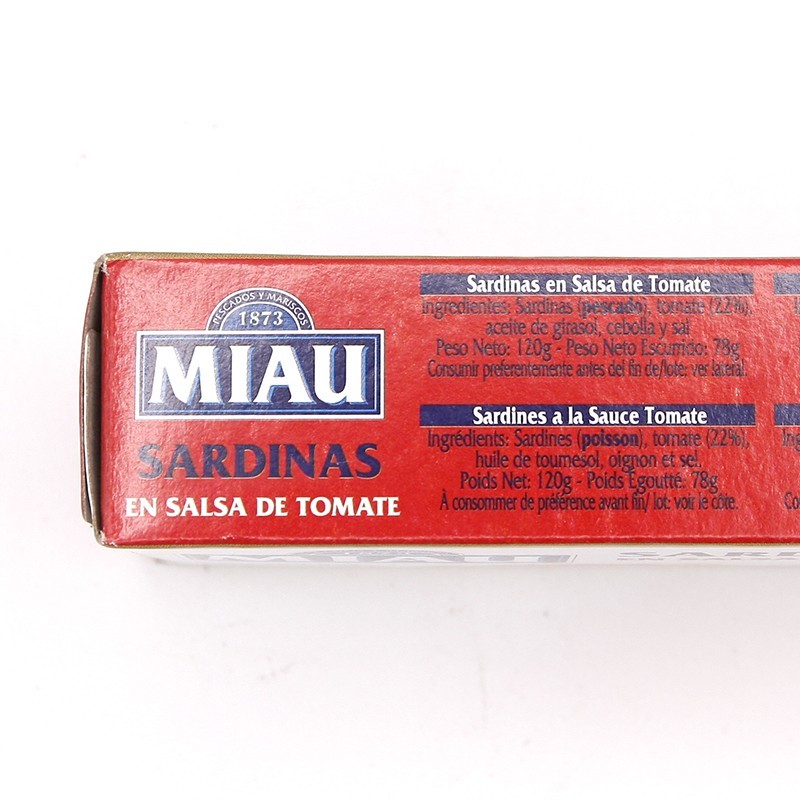 PESCADOS Y MARISCOS
1873
MIAU
SARDINAS
EN SALSA DE TOMATE
Sardinas en Salsa de Tomate
Ingredientes: Sardinas (pescado), tomate (22%),
aceite de girasol, cebolla y sal
Peso Neto: 120g - Peso Neto Escurrido: 78g
Consumir preferentemente antes del fin de/lote: ver lateral.
Sardines a la Sauce Tomate
Ingrédients: Sardines (poisson), tomate (22%),
huile de tournesol, oignon et sel.
Poids Net: 120g - Poids Égoutté: 78g
À consommer de préférence avant fin/ lot: voir le côte.
MIAU